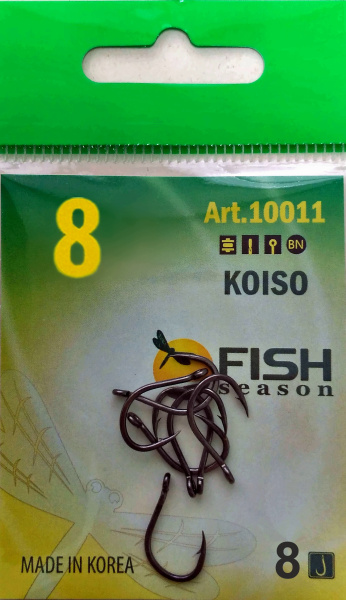 8
Art.10011
BN
KOISO
FISH
season
MADE IN KOREA
8